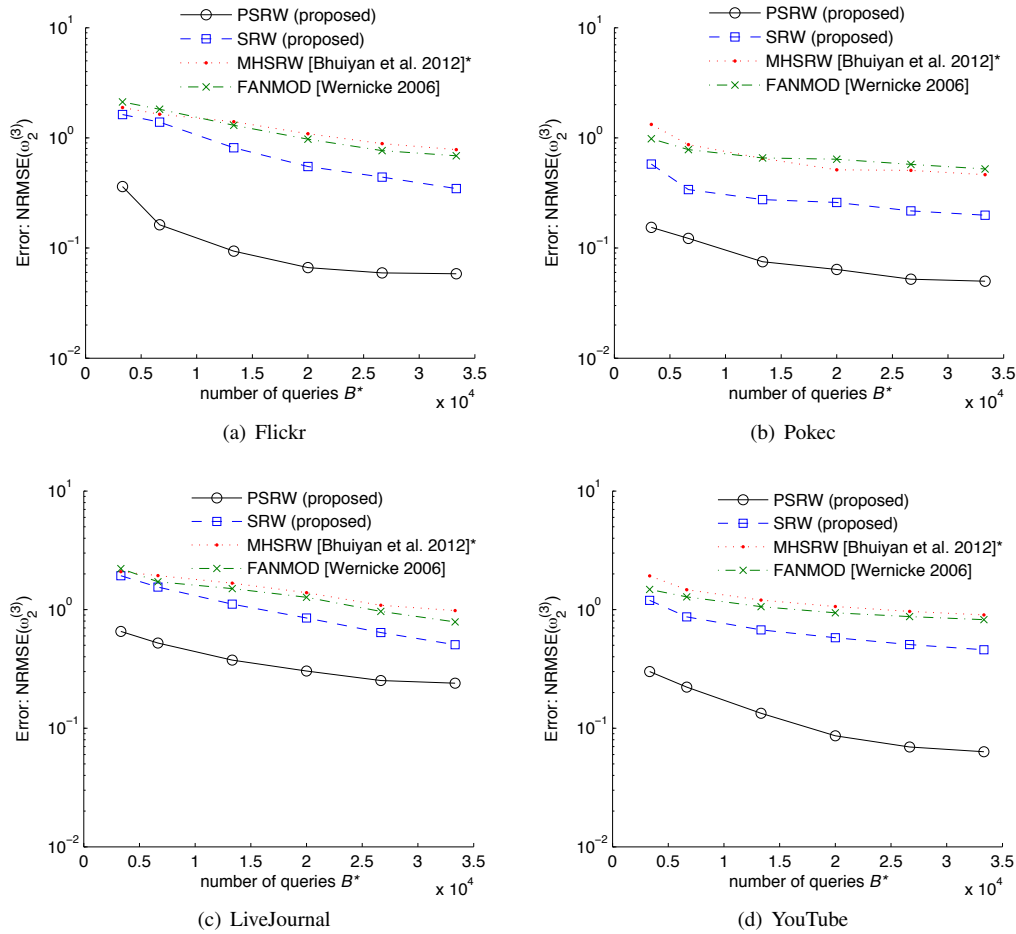 PSRW (proposed)
SRW (proposed)
MHSRW [Bhuiyan et al. 2012]*
FANMOD [Wernicke 2006]
10^1
10^0
10^-1
10^-2
Error: NRMSE(ω_2^(3))
0 0.5 1 1.5 2 2.5 3 3.5
x 10^4
number of queries B*
(a) Flickr
PSRW (proposed)
SRW (proposed)
MHSRW [Bhuiyan et al. 2012]*
FANMOD [Wernicke 2006]
10^1
10^0
10^-1
10^-2
Error: NRMSE(ω_2^(3))
0 0.5 1 1.5 2 2.5 3 3.5
x 10^4
number of queries B*
(b) Pokec
PSRW (proposed)
SRW (proposed)
MHSRW [Bhuiyan et al. 2012]*
FANMOD [Wernicke 2006]
10^1
10^0
10^-1
10^-2
Error: NRMSE(ω_2^(3))
0 0.5 1 1.5 2 2.5 3 3.5
x 10^4
number of queries B*
(c) LiveJournal
PSRW (proposed)
SRW (proposed)
MHSRW [Bhuiyan et al. 2012]*
FANMOD [Wernicke 2006]
10^1
10^0
10^-1
10^-2
Error: NRMSE(ω_2^(3))
0 0.5 1 1.5 2 2.5 3 3.5
x 10^4
number of queries B*
(d) YouTube